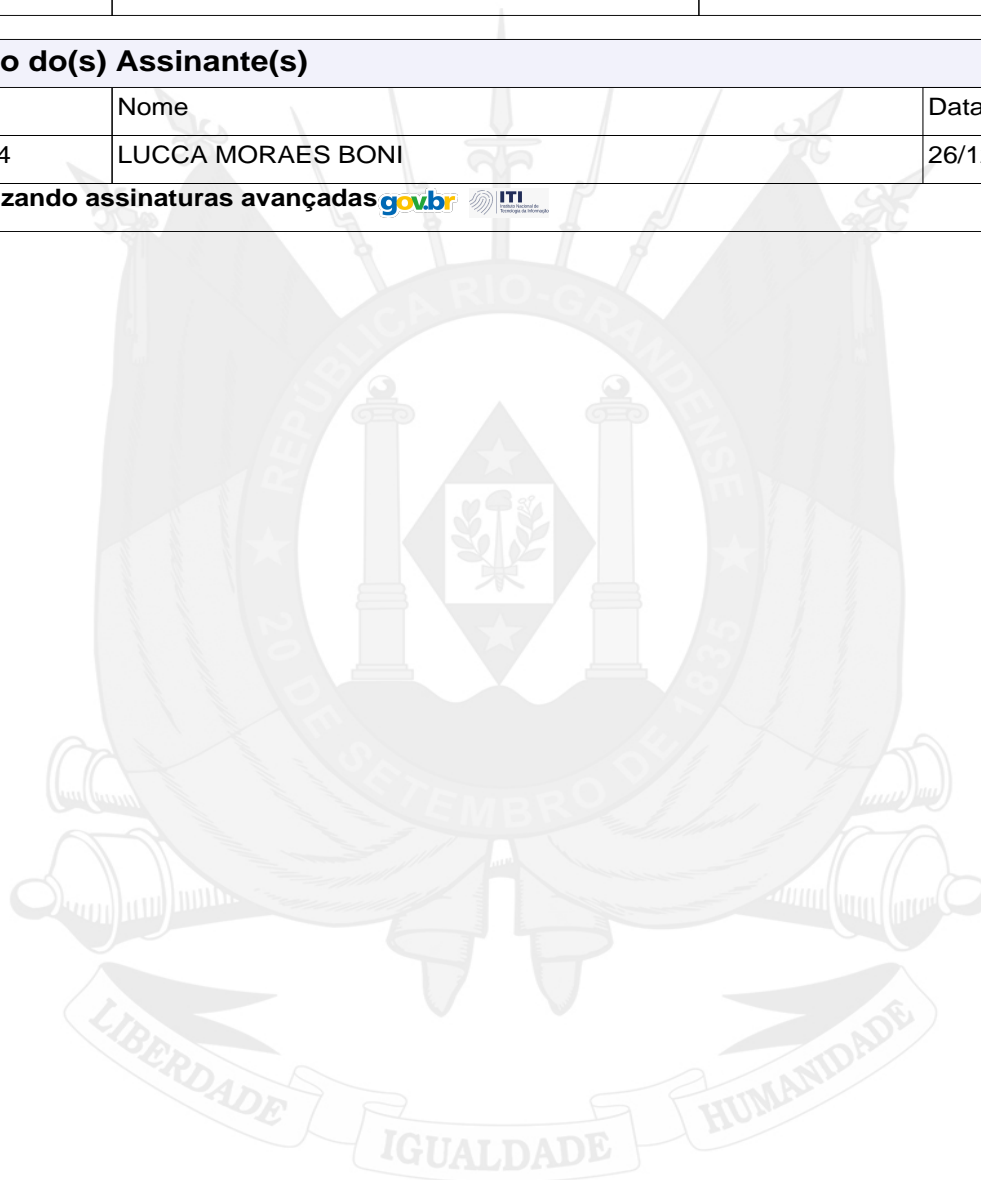 o do(s) Assinante(s)
Nome Data
4 LUCCA MORAES BONI 26/1
zando assinaturas avançadas gov.br ITI
REPÚBLICA RIO-GRANDENSE
20 DE SETEMBRO DE 1835
LIBERDADE IGUALDADE HUMANIDADE